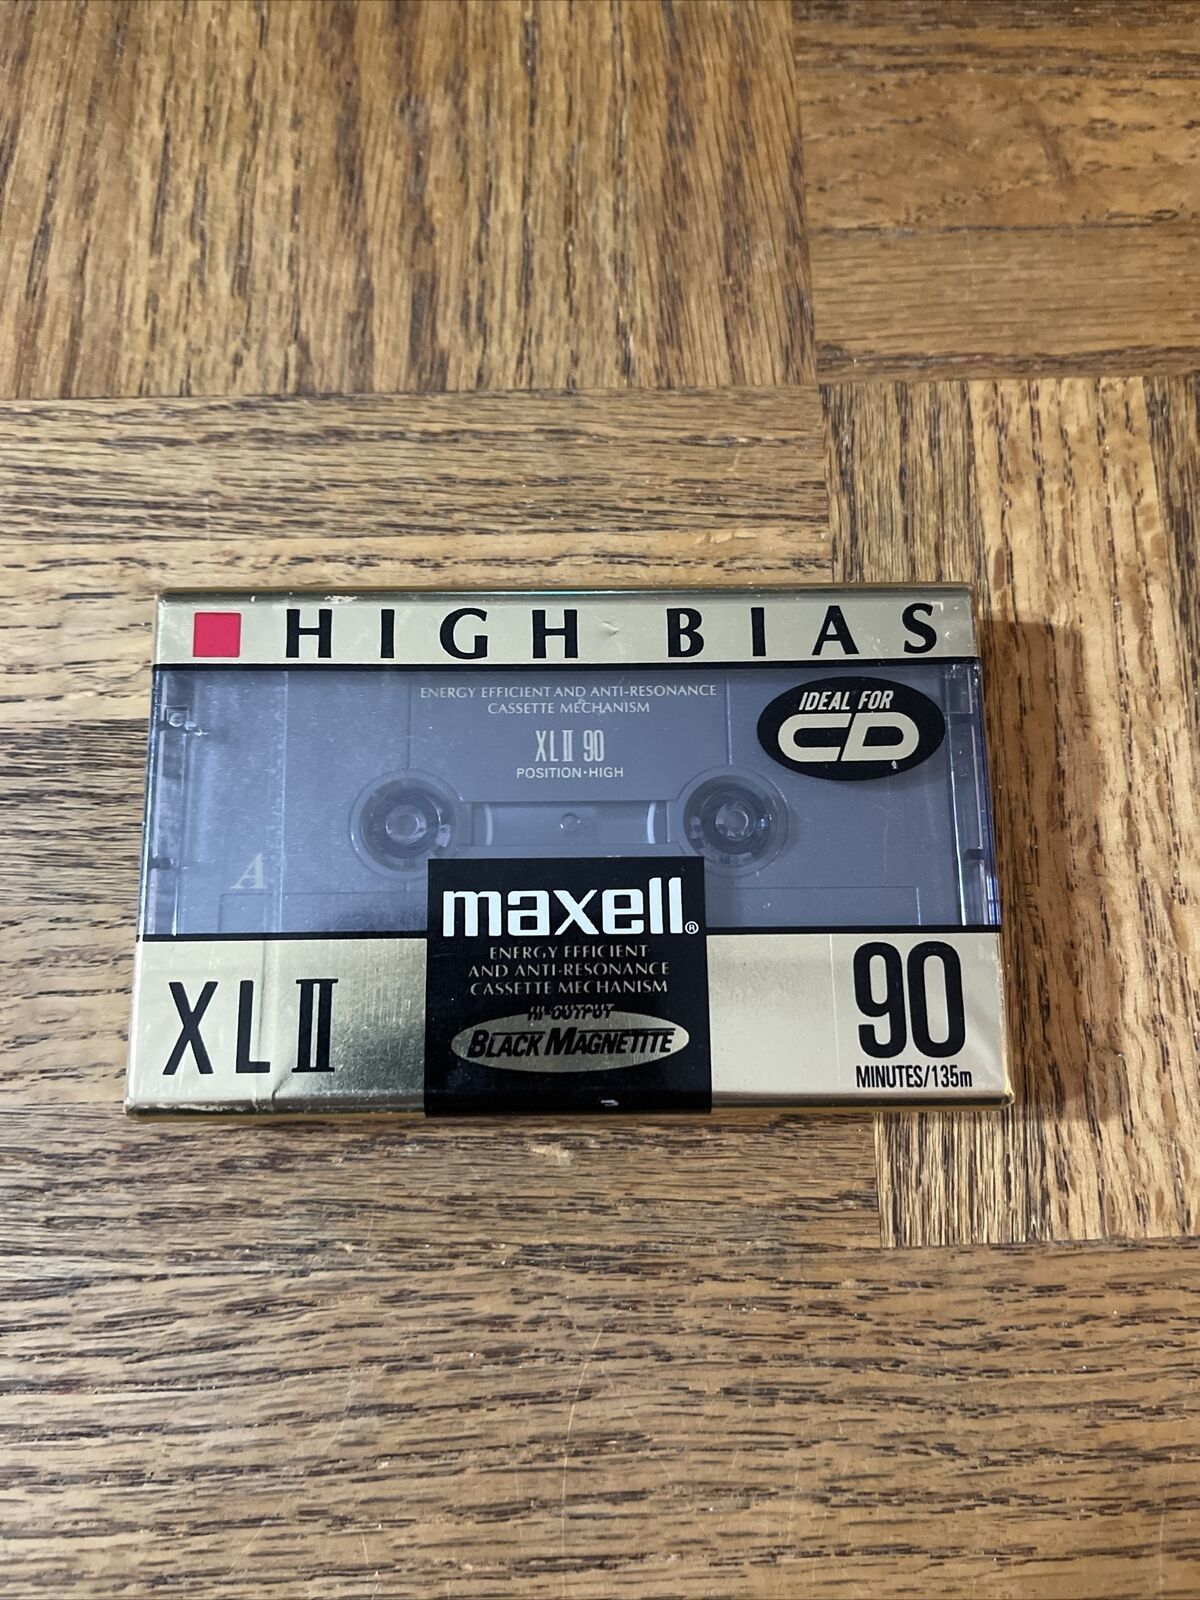 HIGH BIAS
ENERGY EFFICIENT AND ANTI-RESONANCE
CASSETTE MECHANISM
XLⅡ 90
POSITION·HIGH
IDEAL FOR
CD
A
maxell®
ENERGY EFFICIENT
AND ANTI-RESONANCE
CASSETTE MECHANISM
HI-OUTPUT
BLACK MAGNETITE
XLⅡ
90
MINUTES/135m